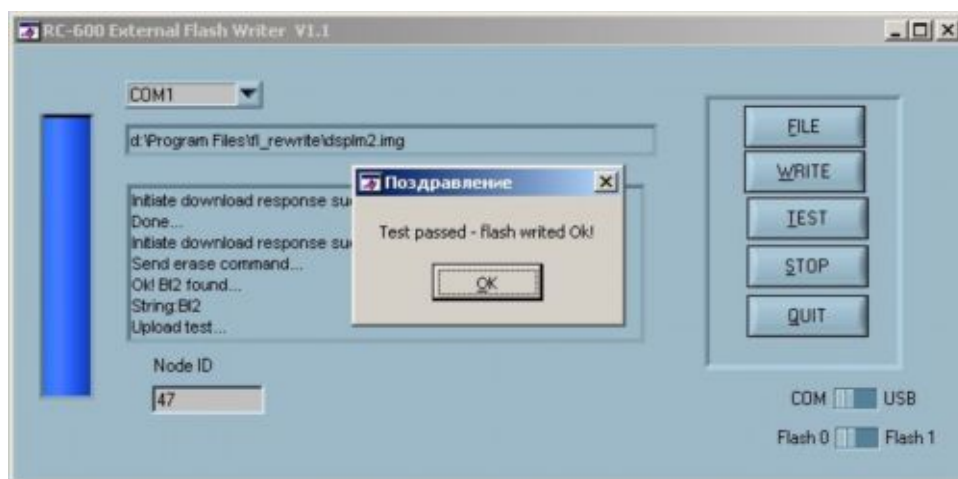 RC-600 External Flash Writer V1.1
COM1
d:\Program Files\fl_rewrite\dsplm2.img
Initiate download response su
Done...
Initiate download response su
Send erase command...
Ok! BI2 found...
String:BI2
Upload test...
Поздравление
Test passed - flash writed Ok!
OK
Node ID
47
FILE
WRITE
TEST
STOP
QUIT
COM USB
Flash 0 Flash 1